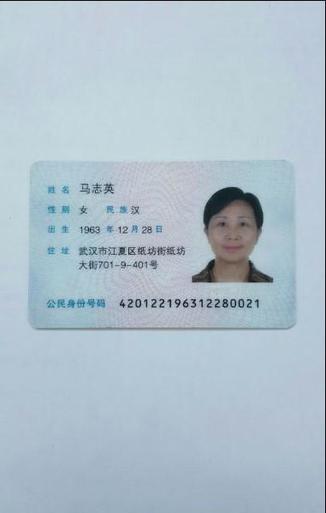 姓名 马志英
性别 女 民族 汉
出生 1963 年 12 月 28 日
住址 武汉市江夏区纸坊街纸坊
大街701-9-401号
公民身份号码 420122196312280021